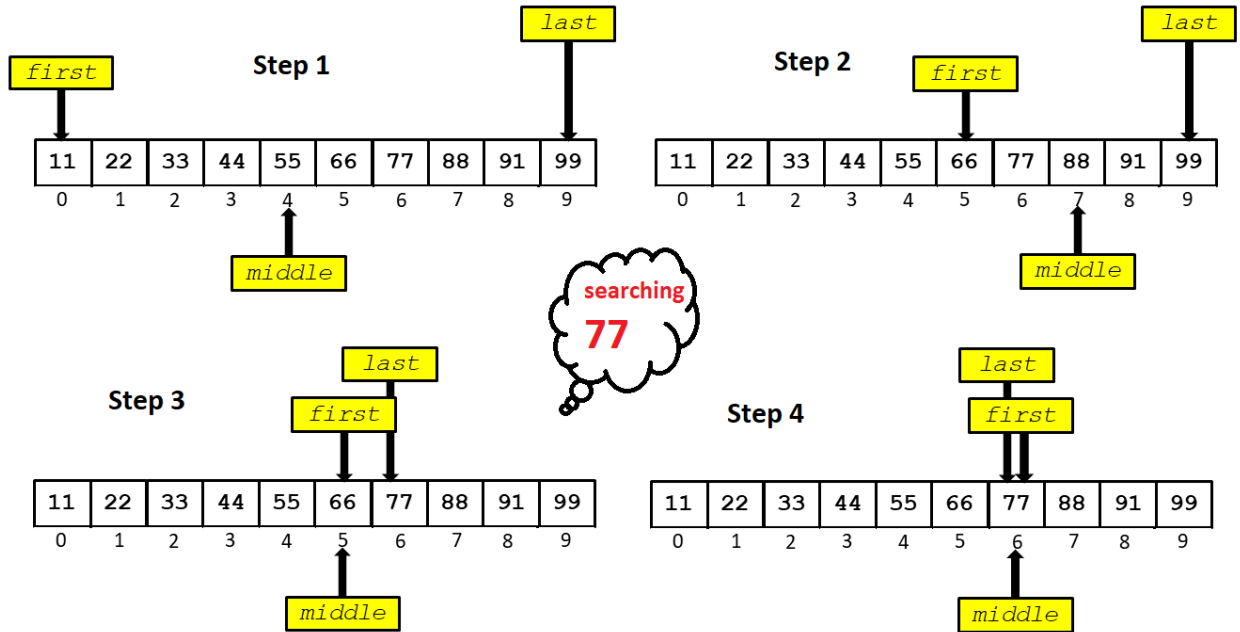 last
Step 1
first
11 22 33 44 55 66 77 88 91 99
0 1 2 3 4 5 6 7 8 9
middle
last
Step 2
first
11 22 33 44 55 66 77 88 91 99
0 1 2 3 4 5 6 7 8 9
middle
searching
77
last
Step 3
first
11 22 33 44 55 66 77 88 91 99
0 1 2 3 4 5 6 7 8 9
middle
last
Step 4
first
11 22 33 44 55 66 77 88 91 99
0 1 2 3 4 5 6 7 8 9
middle